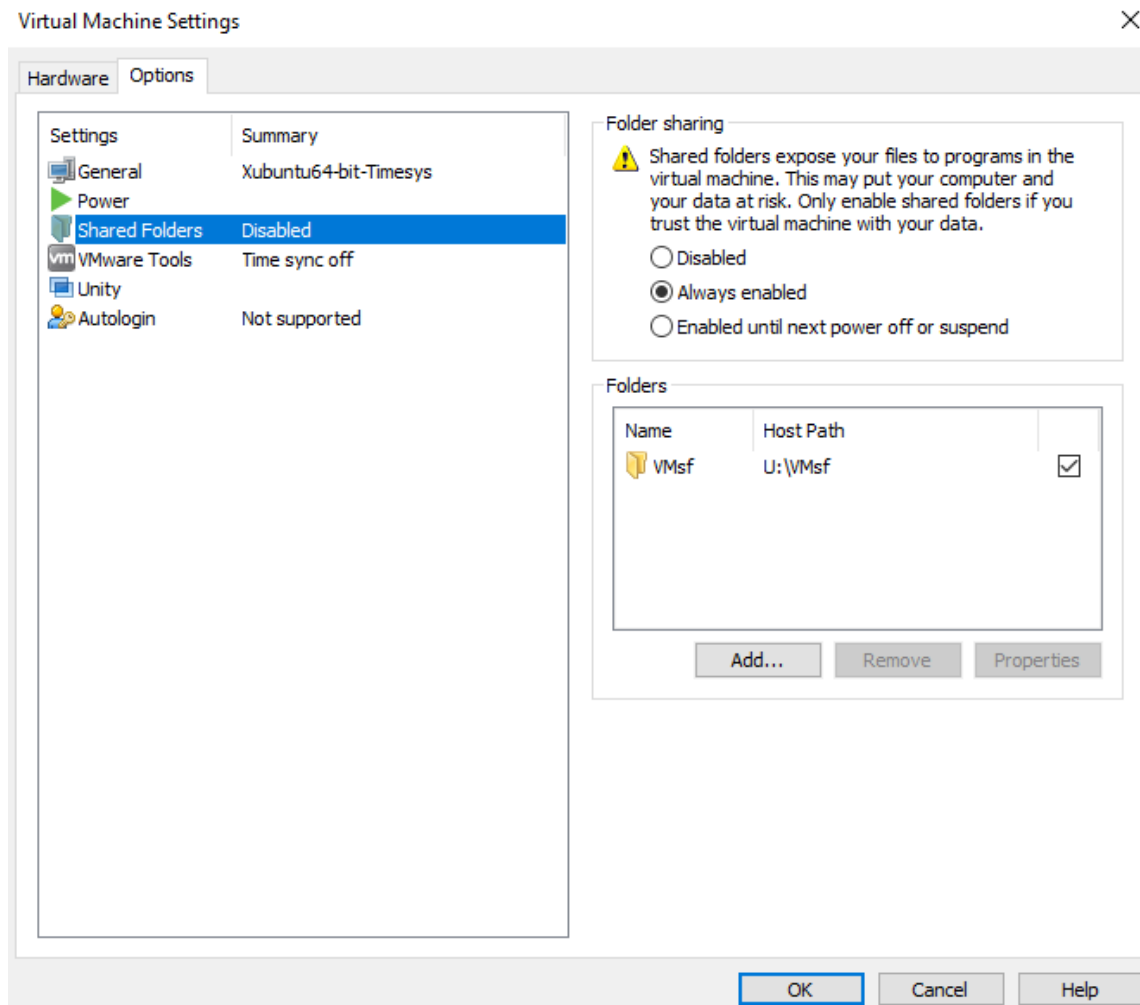 Virtual Machine Settings
Hardware
Options
Settings Summary
General Xubuntu64-bit-Timesys
Power
Shared Folders Disabled
vm VMware Tools Time sync off
Unity
Autologin Not supported
Folder sharing
Shared folders expose your files to programs in the
virtual machine. This may put your computer and
your data at risk. Only enable shared folders if you
trust the virtual machine with your data.
Disabled
Always enabled
Enabled until next power off or suspend
Folders
Name Host Path
VMsf U:\VMsf
Add... Remove Properties
OK Cancel Help